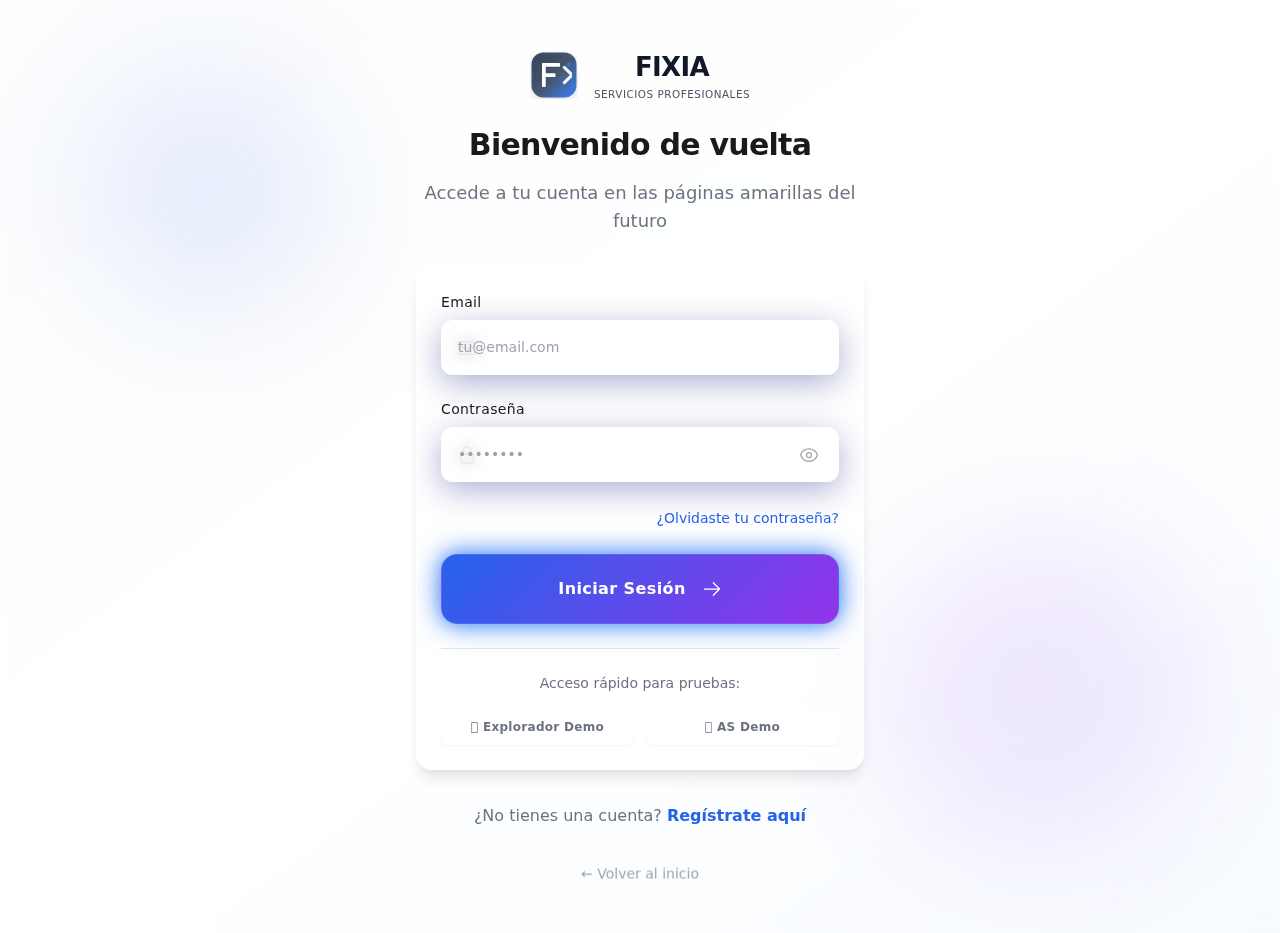 FIXIA
SERVICIOS PROFESIONALES
Bienvenido de vuelta
Accede a tu cuenta en las páginas amarillas del
futuro
Email
tu@email.com
Contraseña
••••••••
¿Olvidaste tu contraseña?
Iniciar Sesión →
Acceso rápido para pruebas:
Explorador Demo
AS Demo
¿No tienes una cuenta? Regístrate aquí
← Volver al inicio